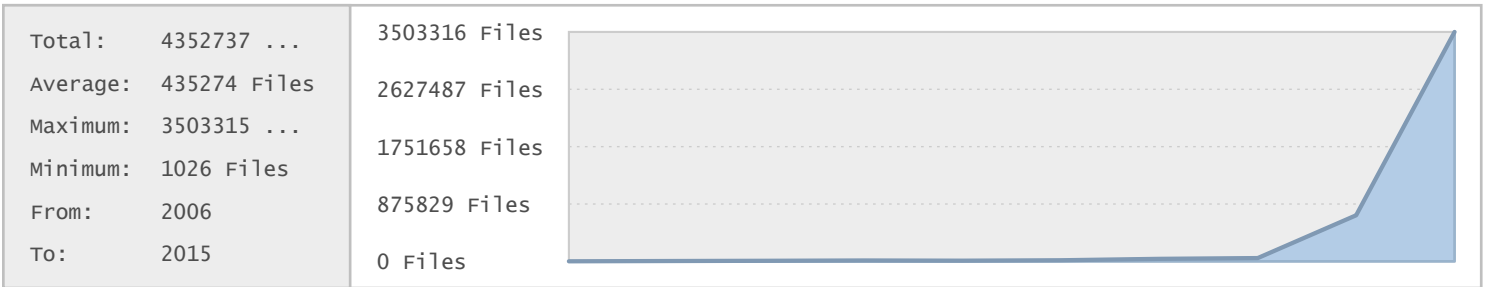 Total: 4352737 ...
Average: 435274 Files
Maximum: 3503315 ...
Minimum: 1026 Files
From: 2006
To: 2015
3503316 Files
2627487 Files
1751658 Files
875829 Files
0 Files